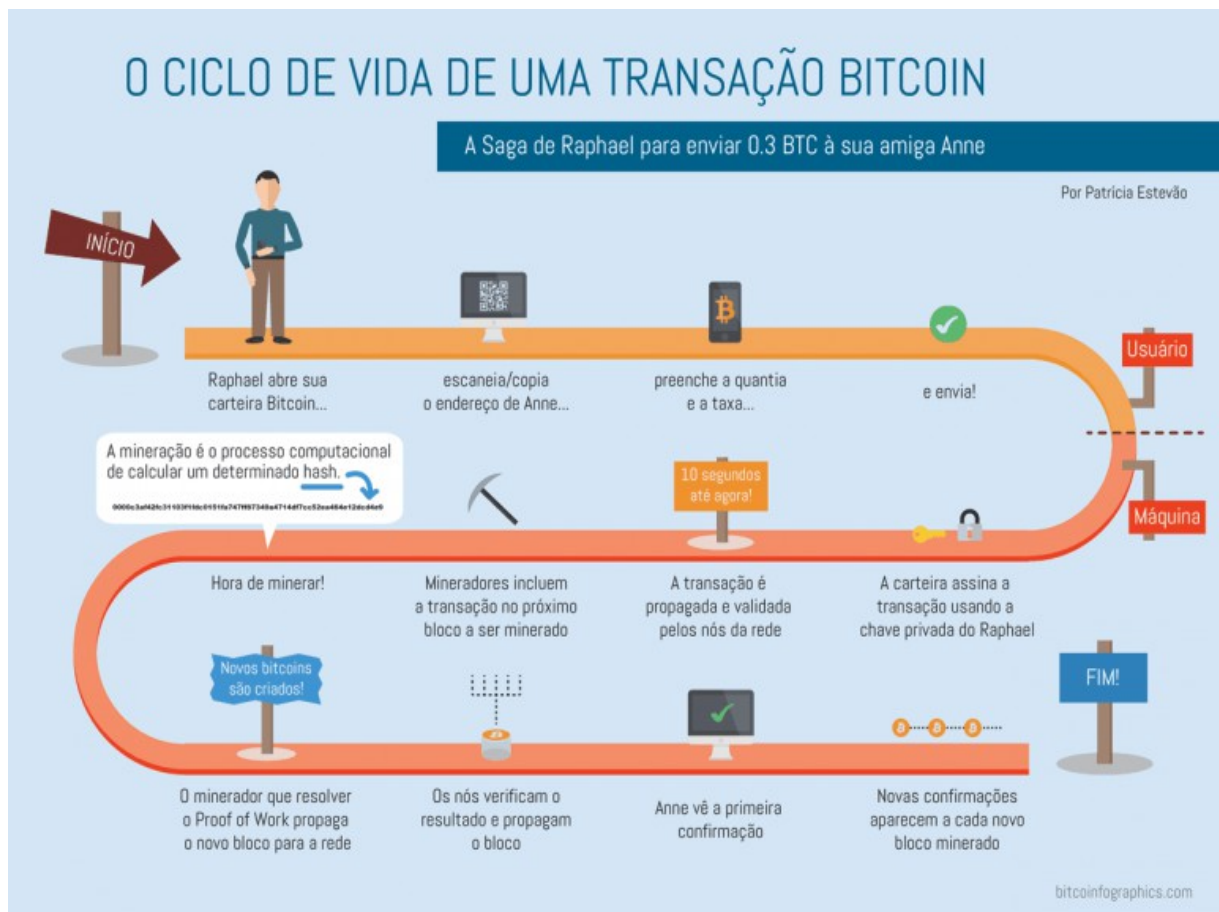 O CICLO DE VIDA DE UMA TRANSAÇÃO BITCOIN
A Saga de Raphael para enviar 0.3 BTC à sua amiga Anne
Por Patrícia Estevão
INÍCIO
Raphael abre sua
carteira Bitcoin...
escaneia/copia
o endereço de Anne...
preenche a quantia
e a taxa...
e envia!
Usuário
Máquina
A carteira assina a
transação usando a
chave privada do Raphael
10 segundos
até agora!
A transação é
propagada e validada
pelos nós da rede
Mineradores incluem
a transação no próximo
bloco a ser minerado
A mineração é o processo computacional
de calcular um determinado hash.
Hora de minerar!
Novos bitcoins
são criados!
O minerador que resolver
o Proof of Work propaga
o novo bloco para a rede
Os nós verificam o
resultado e propagam
o bloco
Anne vê a primeira
confirmação
Novas confirmações
aparecem a cada novo
bloco minerado
FIM!
bitcoinfographics.com